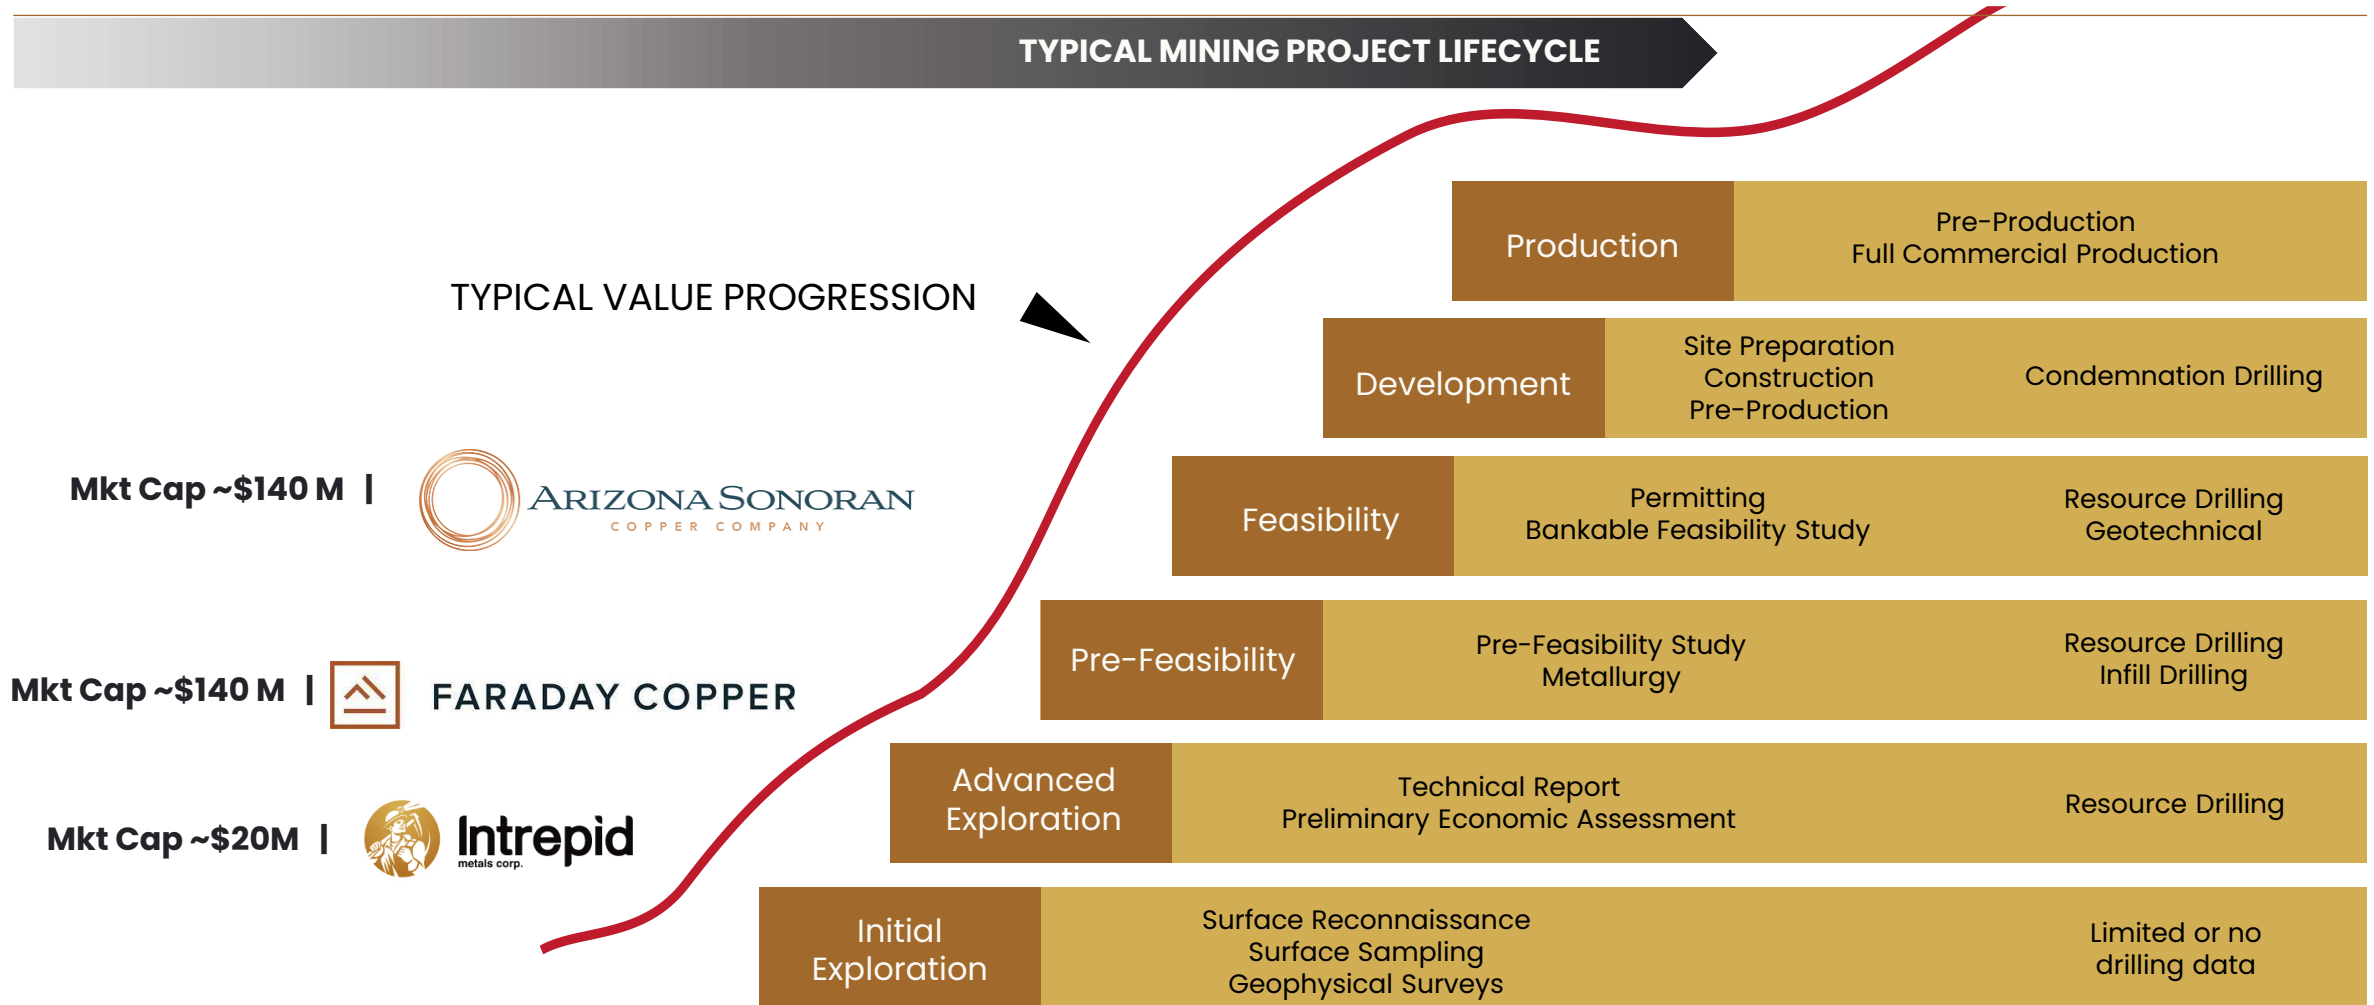 TYPICAL MINING PROJECT LIFECYCLE
TYPICAL VALUE PROGRESSION
Mkt Cap ~$140 M |
ARIZONA SONORAN
COPPER COMPANY
Mkt Cap ~$140 M |
FARADAY COPPER
Mkt Cap ~$20M |
Intrepid
metals corp.
Production
Pre-Production
Full Commercial Production
Development
Site Preparation
Construction
Pre-Production
Condemnation Drilling
Feasibility
Permitting
Bankable Feasibility Study
Resource Drilling
Geotechnical
Pre-Feasibility
Pre-Feasibility Study
Metallurgy
Resource Drilling
Infill Drilling
Advanced
Exploration
Technical Report
Preliminary Economic Assessment
Resource Drilling
Initial
Exploration
Surface Reconnaissance
Surface Sampling
Geophysical Surveys
Limited or no
drilling data